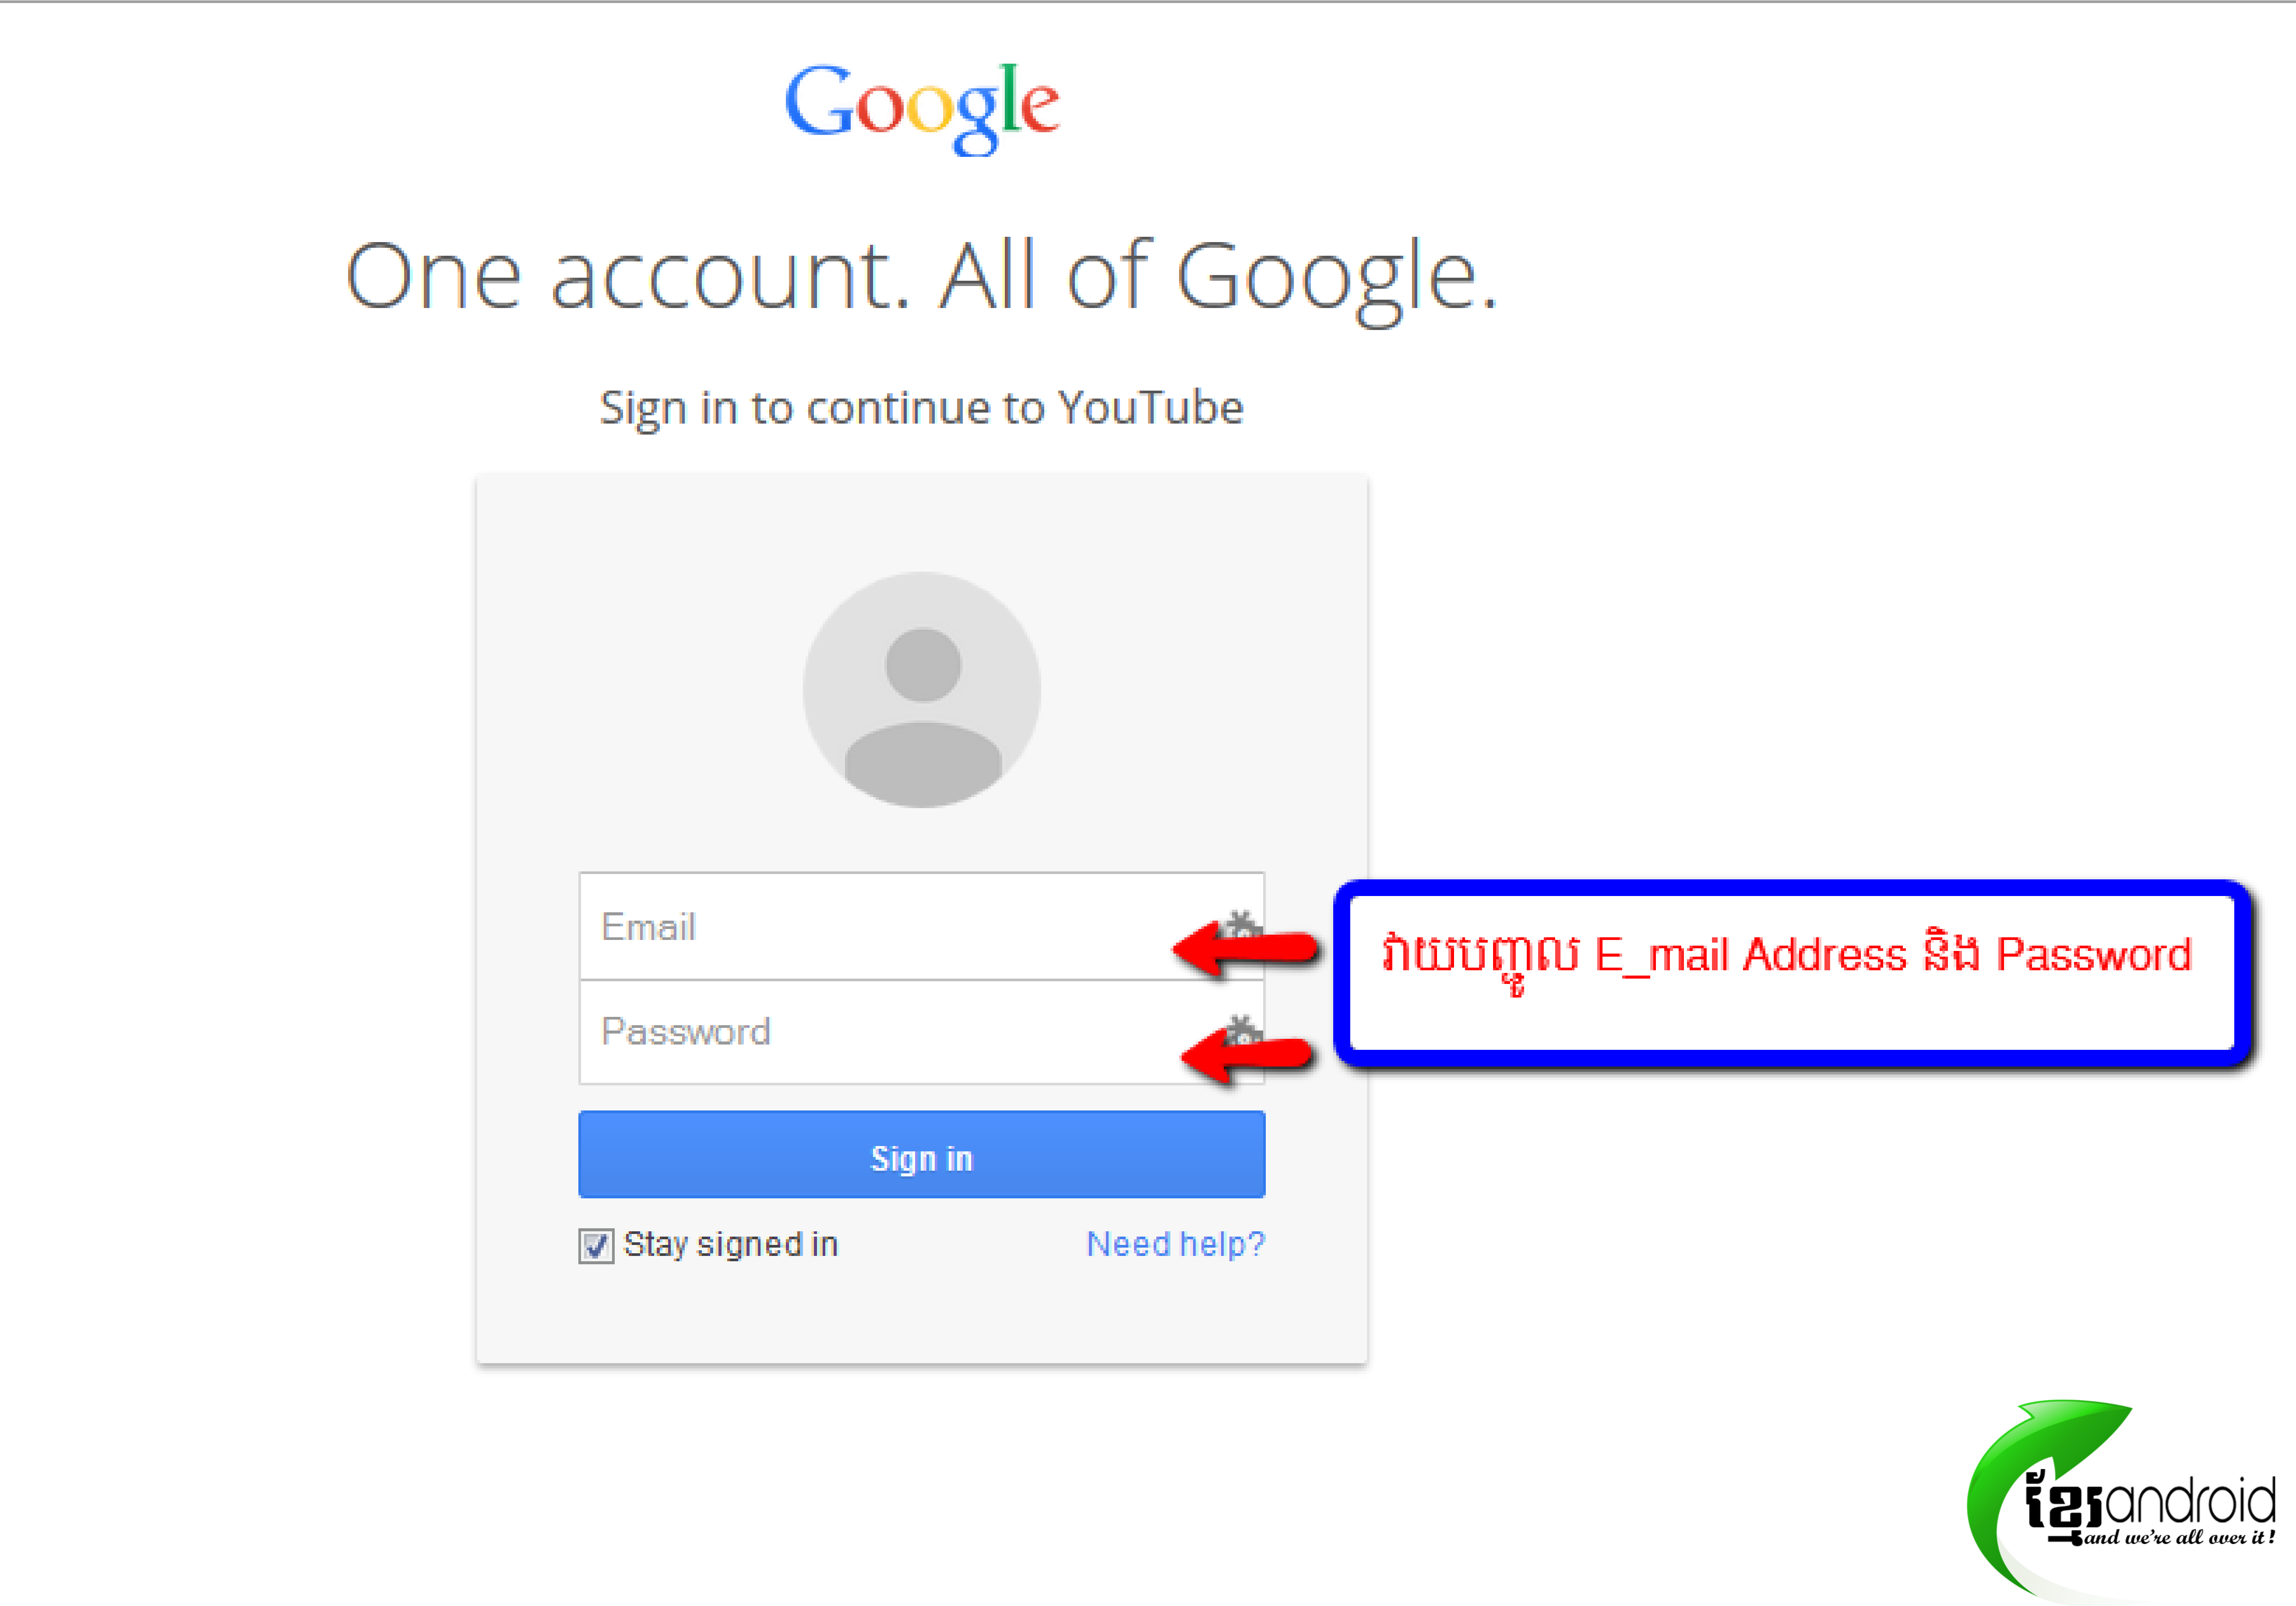 Google
One account. All of Google.
Sign in to continue to YouTube
Email
Password
វាយបញ្ចូល E_mail Address និង Password
Sign in
Stay signed in
Need help?
ខ្មែរandroid
and we're all over it!